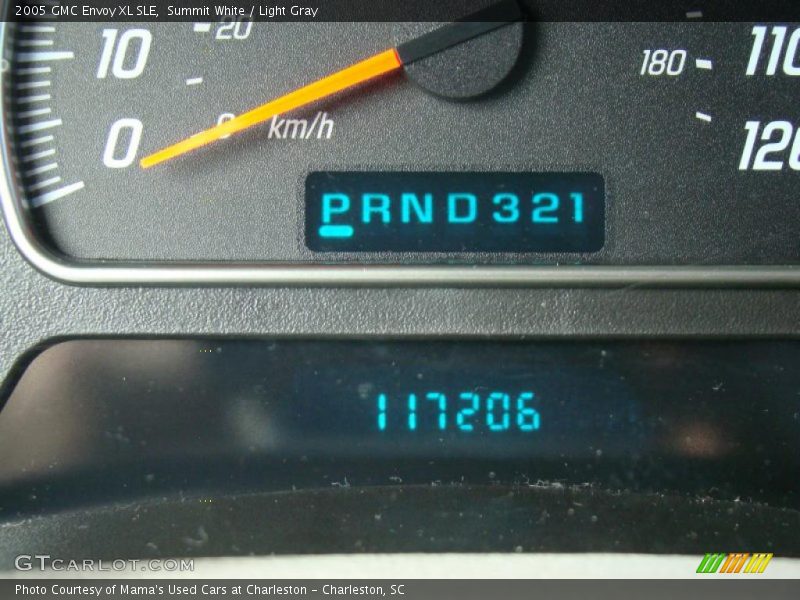 2005 GMC Envoy XL SLE,  Summit White / Light Gray
10 20 180 110
0 0 km/h 120
PRND321
117206
GTCARLOT.COM
Photo Courtesy of Mama's Used Cars at Charleston - Charleston, SC